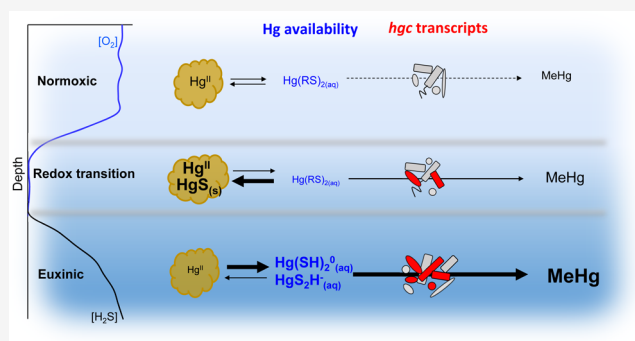 Hg availability hgc transcripts
[O₂]
Normoxic Hgᴵᴵ Hg(RS)₂₍aq₎ MeHg
Depth
Redox transition Hgᴵᴵ Hg(RS)₂₍aq₎ MeHg
HgS₍s₎
Euxinic Hgᴵᴵ Hg(SH)₂⁰₍aq₎ MeHg
HgS₂H⁻₍aq₎
[H₂S]